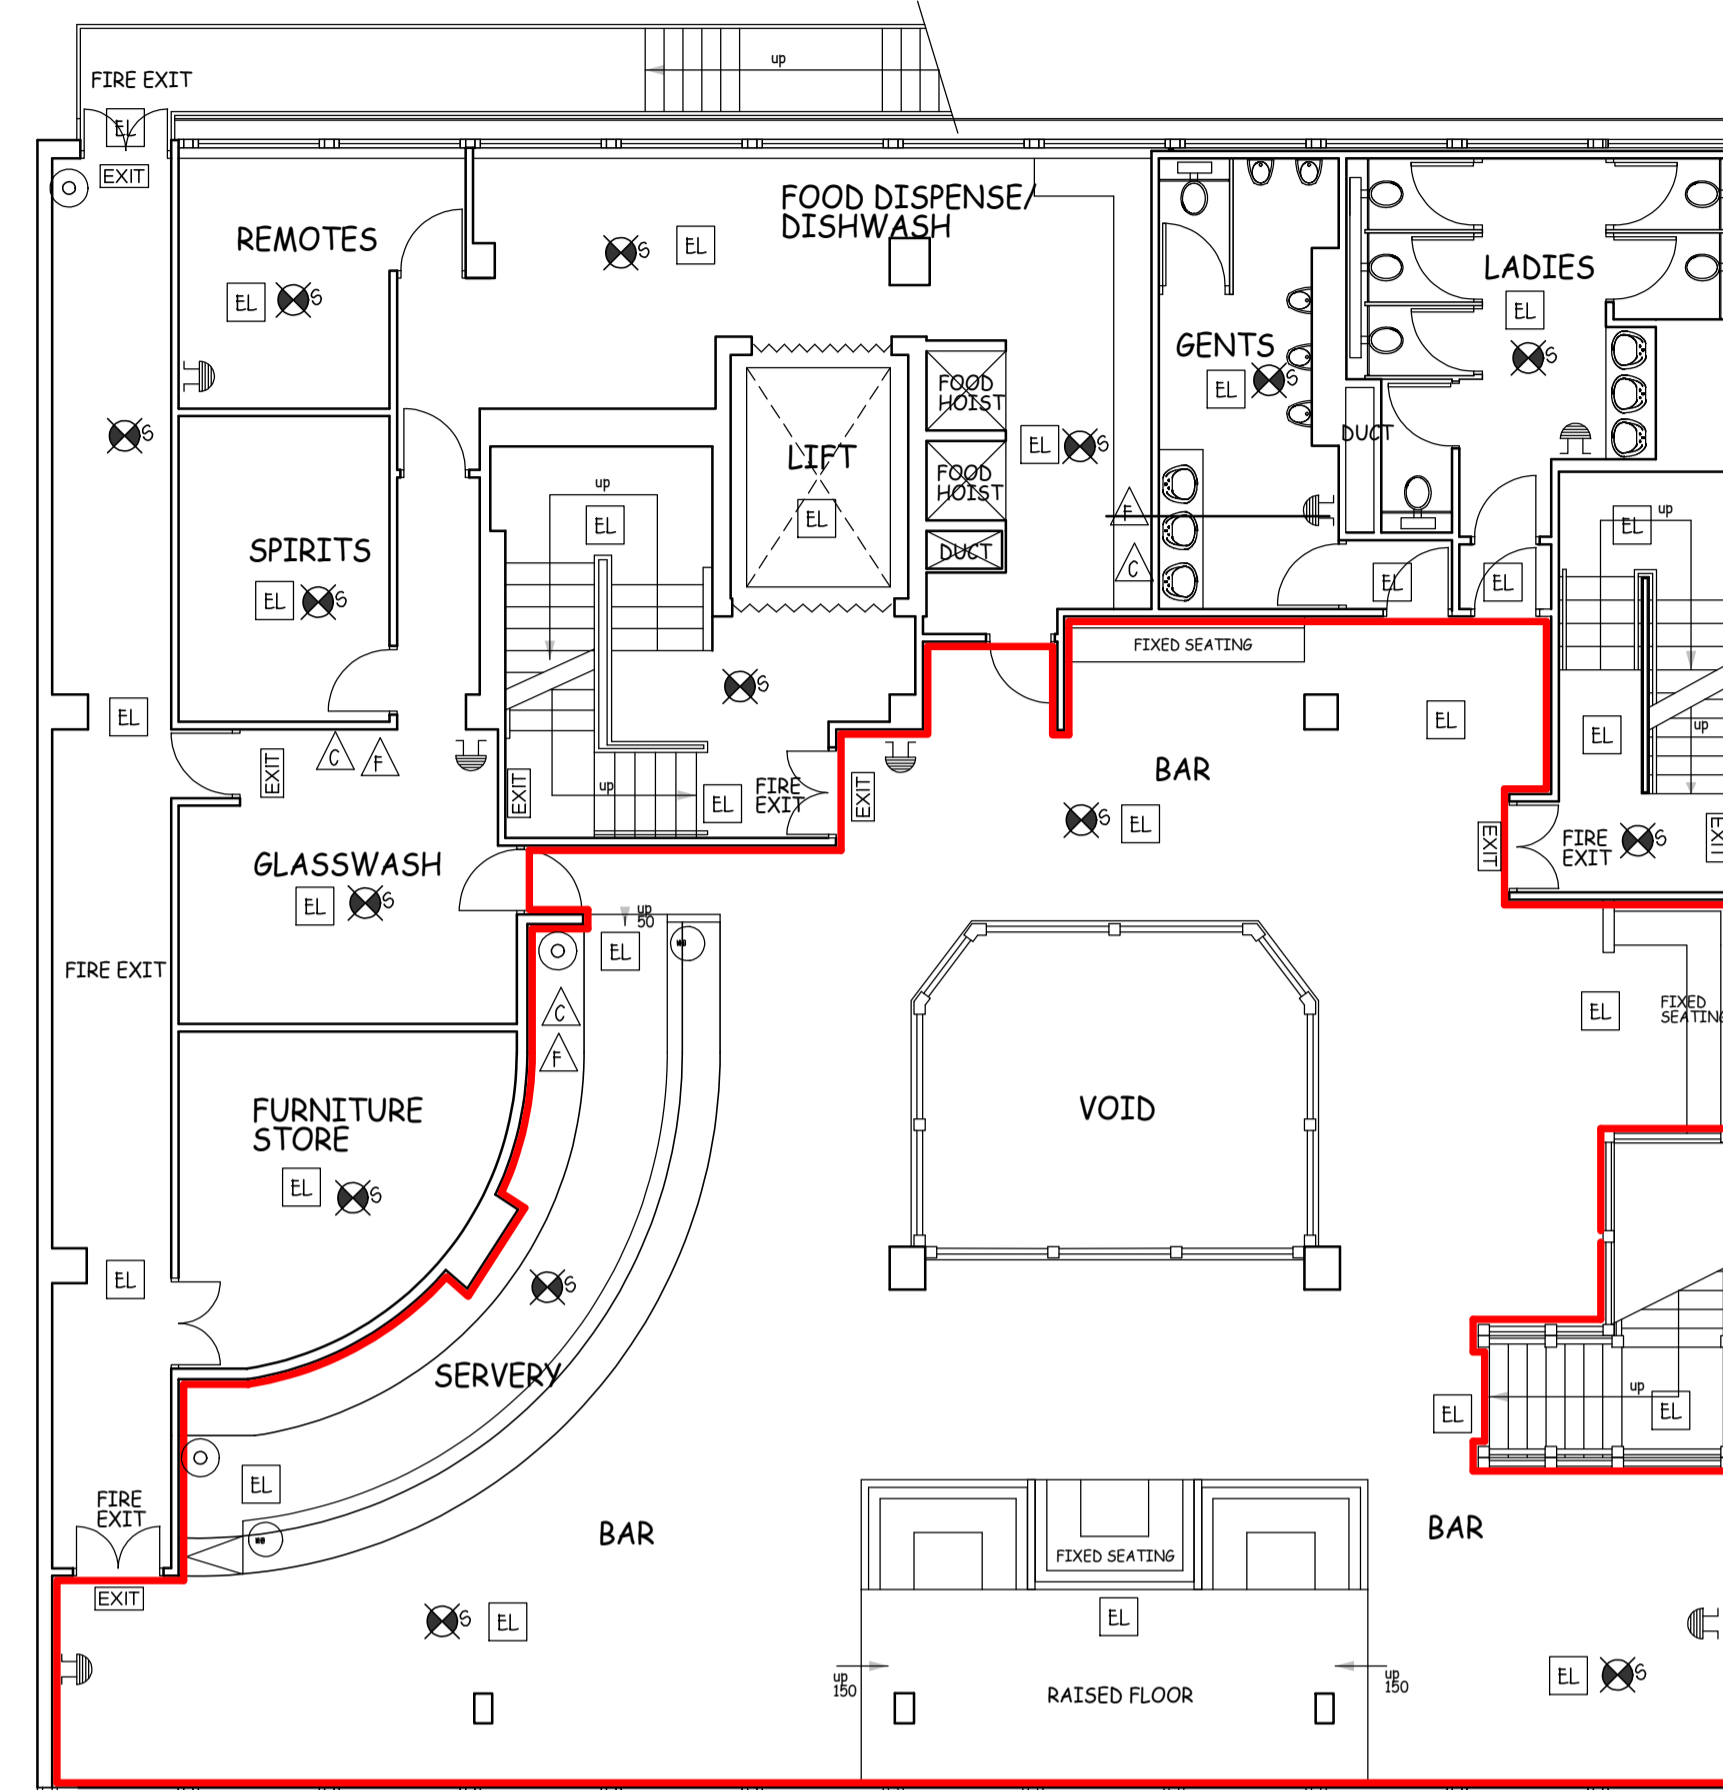 up
FIRE EXIT
EL
EXIT
FOOD DISPENSE/
DISHWASH
REMOTES
EL
S
S
EL
LADIES
EL
S
GENTS
EL
S
FOOD
HOIST
S
LIFT
EL
S
DUCT
FOOD
HOIST
up
EL
EL
F
up
EL
SPIRITS
DUCT
C
EL
S
EL
EL
FIXED SEATING
S
EL
EL
EL
up
C
F
EXIT
EXIT
up
EL
FIRE
EXIT
EXIT
BAR
S
EL
EXIT
FIRE
EXIT
S
EXIT
GLASSWASH
EL
S
up
50
EL
WB
FIRE EXIT
C
F
EL
FIXED
SEATING
FURNITURE
STORE
EL
S
VOID
EL
S
SERVERY
up
EL
EL
EL
FIRE
EXIT
WB
BAR
BAR
FIXED SEATING
EXIT
S
EL
EL
up
150
RAISED FLOOR
up
150
EL
S